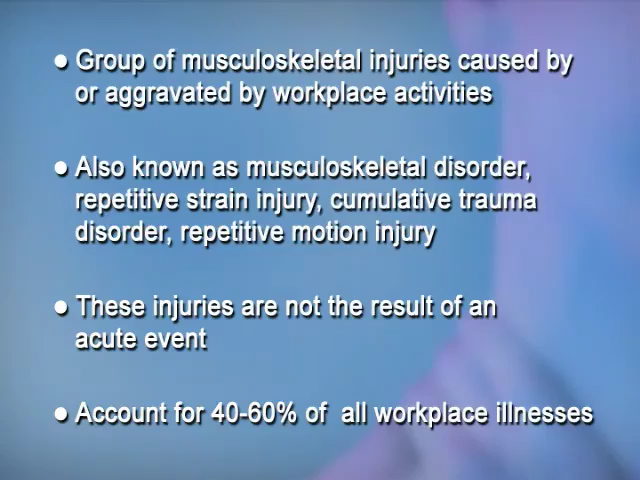 ● Group of musculoskeletal injuries caused by
or aggravated by workplace activities
● Also known as musculoskeletal disorder,
repetitive strain injury, cumulative trauma
disorder, repetitive motion injury
● These injuries are not the result of an
acute event
● Account for 40-60% of  all workplace illnesses